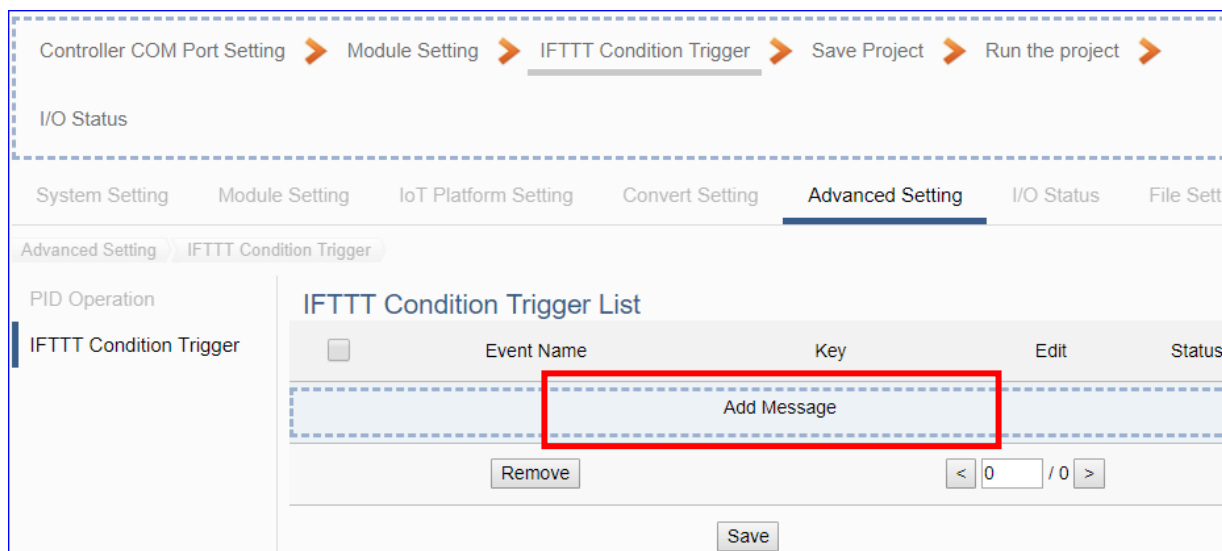 Controller COM Port Setting Module Setting IFTTT Condition Trigger Save Project Run the project
I/O Status
System Setting Module Setting IoT Platform Setting Convert Setting Advanced Setting I/O Status File Sett
Advanced Setting IFTTT Condition Trigger
PID Operation
IFTTT Condition Trigger
IFTTT Condition Trigger List
Event Name Key Edit Status
Add Message
Remove < 0 / 0 >
Save